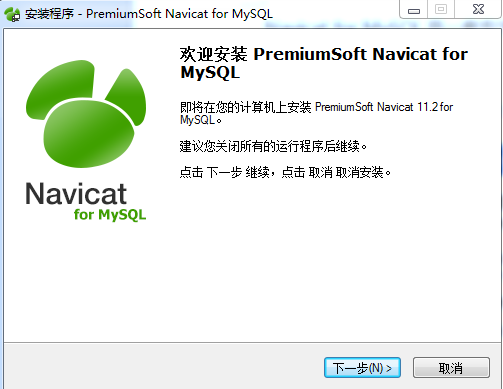 安装程序 - PremiumSoft Navicat for MySQL
欢迎安装 PremiumSoft Navicat for
MySQL
即将在您的计算机上安装 PremiumSoft Navicat 11.2 for
MySQL。
建议您关闭所有的运行程序后继续。
点击 下一步 继续，点击 取消 取消安装。
Navicat
for MySQL
下一步(N) >
取消